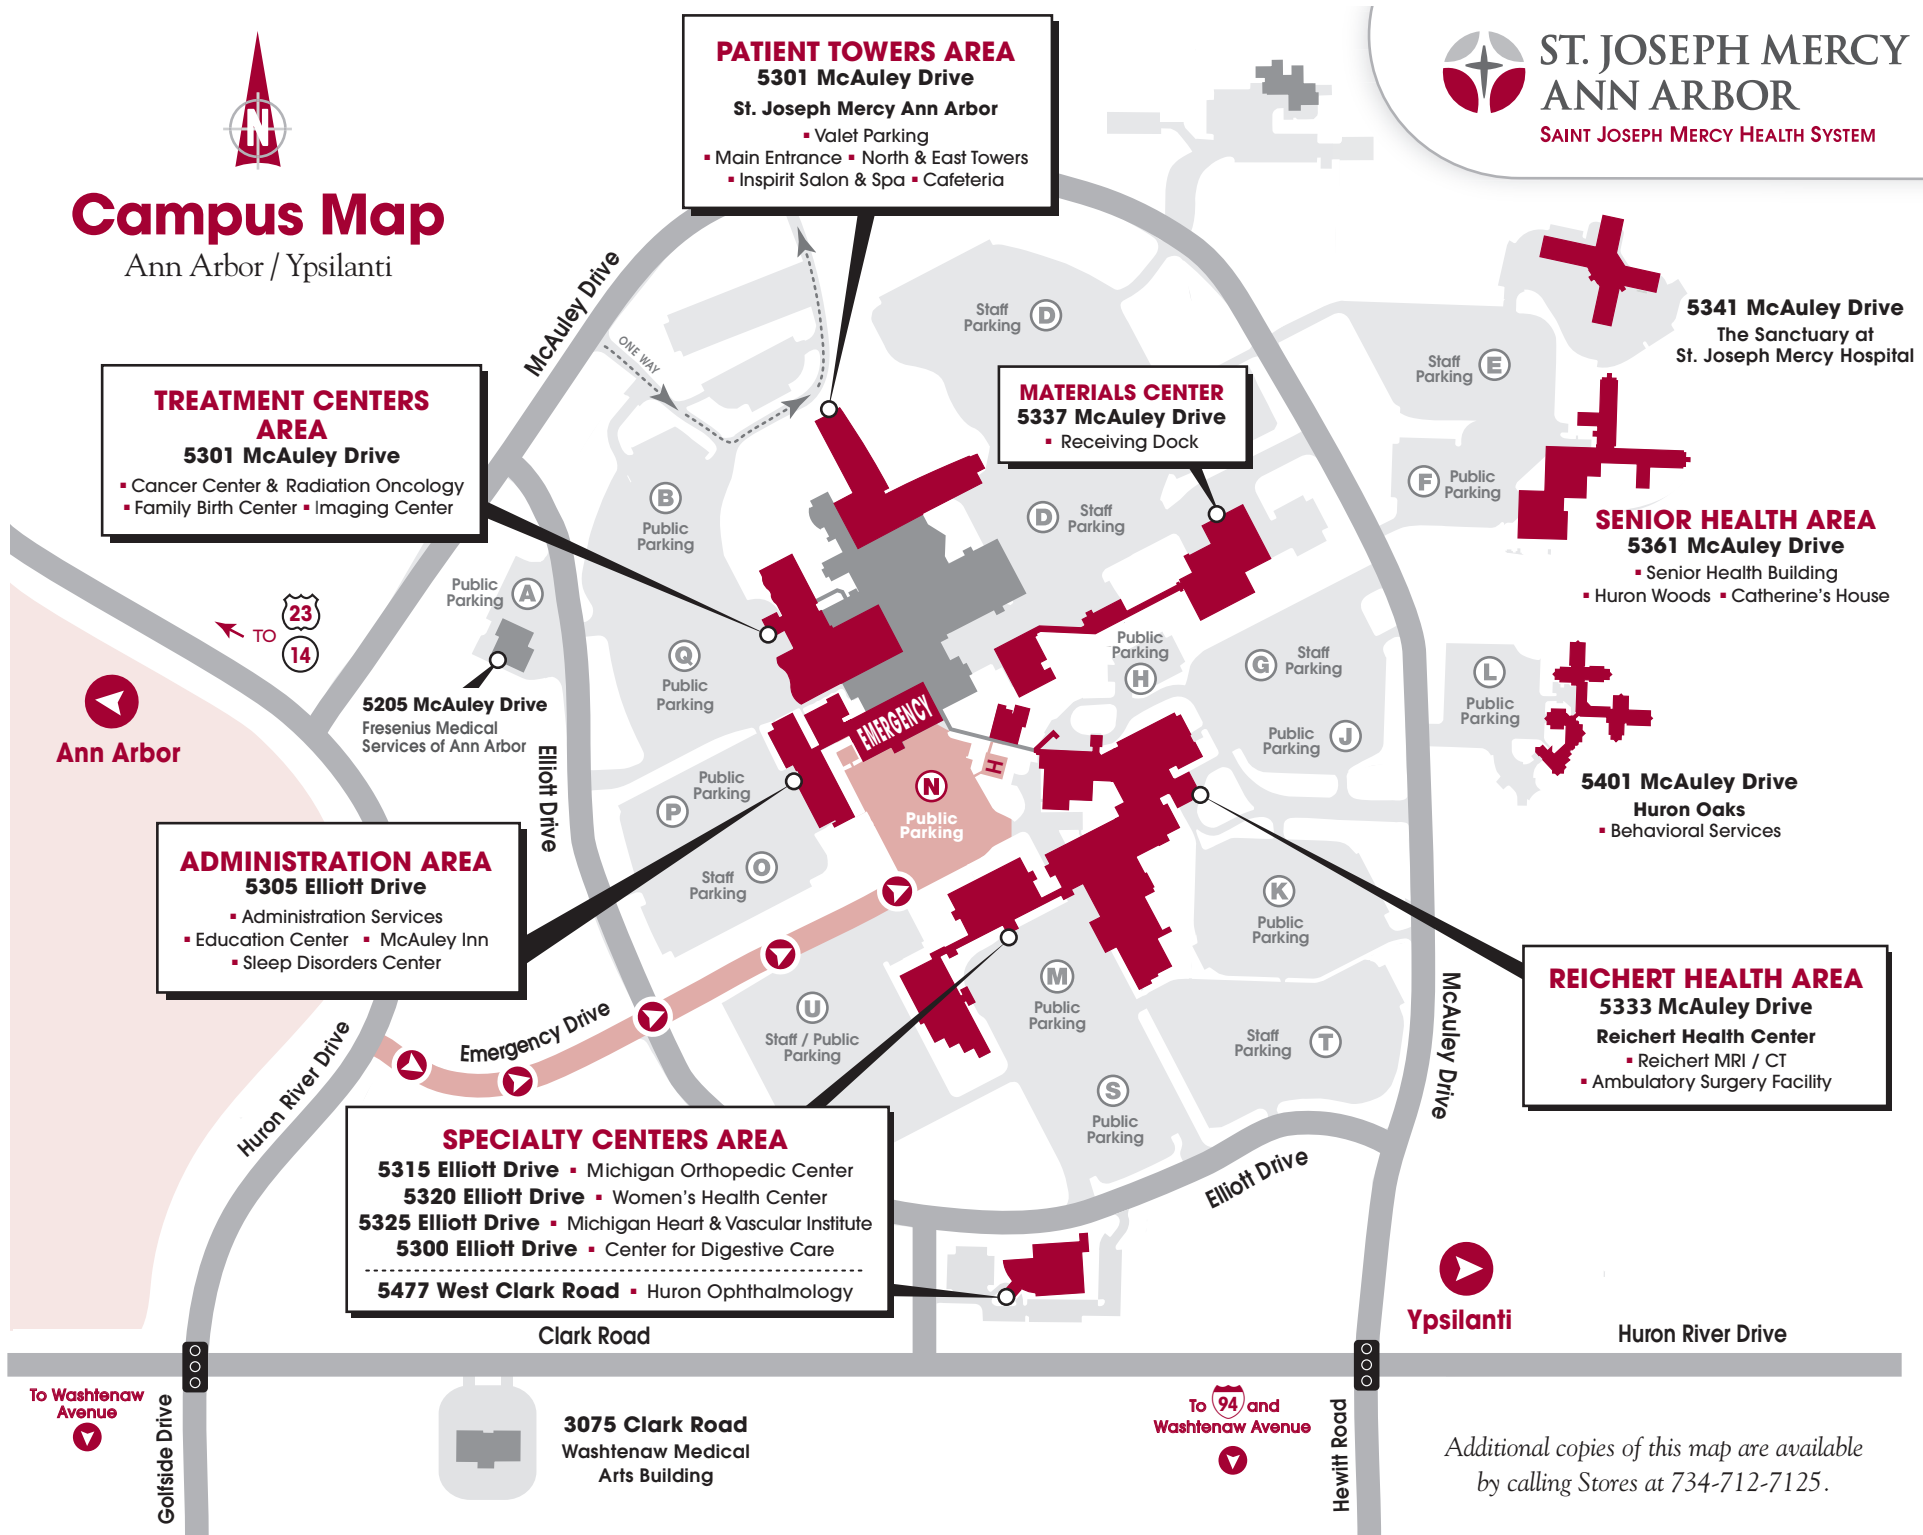 N
Campus Map
Ann Arbor / Ypsilanti
PATIENT TOWERS AREA
5301 McAuley Drive
St. Joseph Mercy Ann Arbor
▪ Valet Parking
▪ Main Entrance ▪ North & East Towers
▪ Inspirit Salon & Spa ▪ Cafeteria
ST. JOSEPH MERCY
ANN ARBOR
SAINT JOSEPH MERCY HEALTH SYSTEM
McAuley Drive
ONE WAY
Staff
Parking
D
Staff
Parking
E
5341 McAuley Drive
The Sanctuary at
St. Joseph Mercy Hospital
TREATMENT CENTERS
AREA
5301 McAuley Drive
▪ Cancer Center & Radiation Oncology
▪ Family Birth Center ▪ Imaging Center
MATERIALS CENTER
5337 McAuley Drive
▪ Receiving Dock
B
Public
Parking
D
Staff
Parking
F
Public
Parking
SENIOR HEALTH AREA
5361 McAuley Drive
▪ Senior Health Building
▪ Huron Woods ▪ Catherine's House
Public
Parking
A
TO
23
14
Q
Public
Parking
Public
Parking
H
G
Staff
Parking
L
Public
Parking
5205 McAuley Drive
Fresenius Medical
Services of Ann Arbor
Ann Arbor
Elliott Drive
EMERGENCY
H
Public
Parking
J
Public
Parking
P
N
Public
Parking
5401 McAuley Drive
Huron Oaks
▪ Behavioral Services
ADMINISTRATION AREA
5305 Elliott Drive
▪ Administration Services
▪ Education Center ▪ McAuley Inn
▪ Sleep Disorders Center
Staff
Parking
O
K
Public
Parking
REICHERT HEALTH AREA
5333 McAuley Drive
Reichert Health Center
▪ Reichert MRI / CT
▪ Ambulatory Surgery Facility
McAuley Drive
M
Public
Parking
U
Staff / Public
Parking
Staff
Parking
T
Emergency Drive
Huron River Drive
S
Public
Parking
SPECIALTY CENTERS AREA
5315 Elliott Drive ▪ Michigan Orthopedic Center
5320 Elliott Drive ▪ Women's Health Center
5325 Elliott Drive ▪ Michigan Heart & Vascular Institute
5300 Elliott Drive ▪ Center for Digestive Care
5477 West Clark Road ▪ Huron Ophthalmology
Elliott Drive
Ypsilanti
Clark Road
Huron River Drive
To Washtenaw
Avenue
Golfside Drive
3075 Clark Road
Washtenaw Medical
Arts Building
To 94 and
Washtenaw Avenue
Hewitt Road
Additional copies of this map are available
by calling Stores at 734-712-7125.